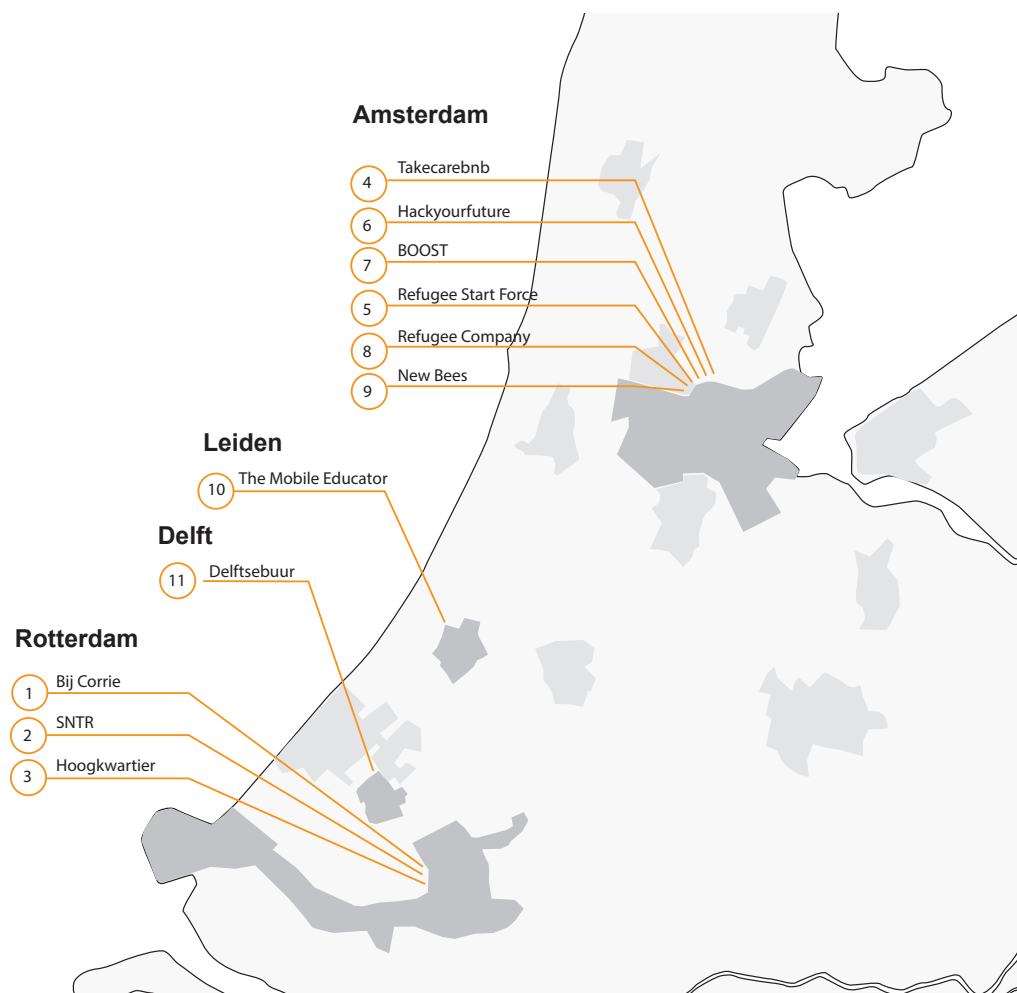 Amsterdam
4 Takecarebnb
6 Hackyourfuture
7 BOOST
5 Refugee Start Force
8 Refugee Company
9 New Bees
Leiden
10 The Mobile Educator
Delft
11 Delftsebuur
Rotterdam
1 Bij Corrie
2 SNTR
3 Hoogkwartier